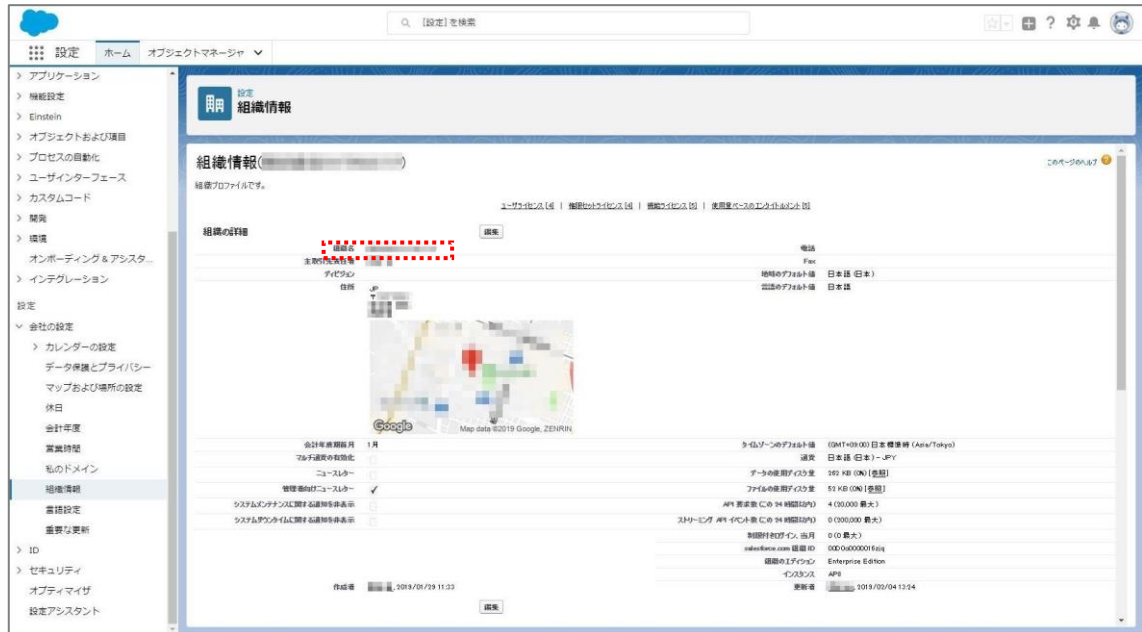 [設定] を検索
設定 ホーム オブジェクトマネージャ
アプリケーション
機能設定
Einstein
オブジェクトおよび項目
プロセスの自動化
ユーザインターフェース
カスタムコード
開発
環境
オンボーディング & アシスタ...
インテグレーション
設定
会社の設定
カレンダーの設定
データ保護とプライバシー
マップおよび場所の設定
休日
会計年度
営業時間
私のドメイン
組織情報
言語設定
重要な更新
ID
セキュリティ
オプティマイザ
設定アシスタント
設定
組織情報
組織情報(
)
このページのヘルプ
組織プロファイルです。
ユーザライセンス [4] | 権限セットライセンス [4] | 機能ライセンス [5] | 使用量ベースのエンタイトルメント [5]
組織の詳細 編集
組織名
電話
主取引先責任者
Fax
ディビジョン
地域のデフォルト値 日本語 (日本)
住所 JP
〒
言語のデフォルト値 日本語
Google
Map data ©2019 Google, ZENRIN
会計年度期首月 1月
タイムゾーンのデフォルト値 (GMT+09:00) 日本標準時 (Asia/Tokyo)
マルチ通貨の有効化
通貨 日本語 (日本) - JPY
ニュースレター
データの使用ディスク量 262 KB (0%) [参照]
管理者向けニュースレター
ファイルの使用ディスク量 52 KB (0%) [参照]
システムメンテナンスに関する通知を非表示
API 要求数 (この 24 時間以内) 4 (20,000 最大)
システムダウンタイムに関する通知を非表示
ストリーミング API イベント数 (この 24 時間以内) 0 (200,000 最大)
制限付きログイン, 当月 0 (0 最大)
salesforce.com 組織 ID
組織のエディション Enterprise Edition
インスタンス AP8
作成者 , 2019/01/29 11:33
更新者 , 2019/02/04 13:24
編集